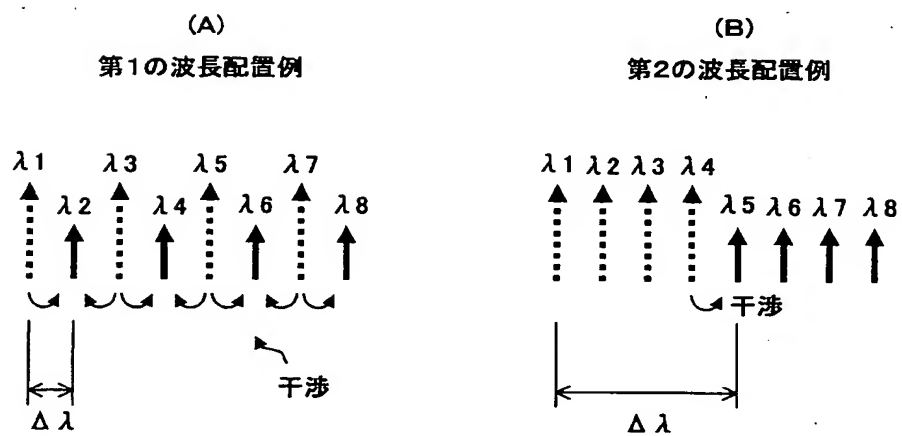 (A)
第1の波長配置例
λ1 λ3 λ5 λ7
λ2 λ4 λ6 λ8
干渉
Δλ
(B)
第2の波長配置例
λ1 λ2 λ3 λ4
λ5 λ6 λ7 λ8
干渉
Δλ